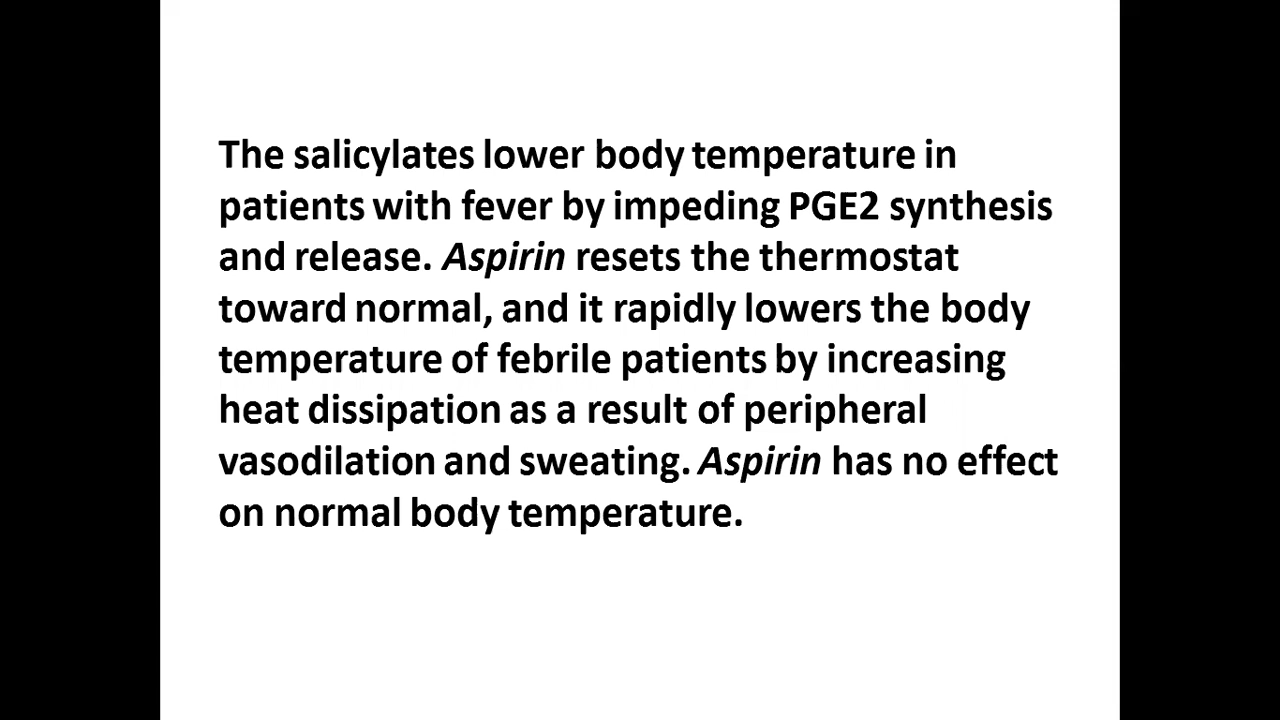 The salicylates lower body temperature in
patients with fever by impeding PGE2 synthesis
and release. Aspirin resets the thermostat
toward normal, and it rapidly lowers the body
temperature of febrile patients by increasing
heat dissipation as a result of peripheral
vasodilation and sweating. Aspirin has no effect
on normal body temperature.